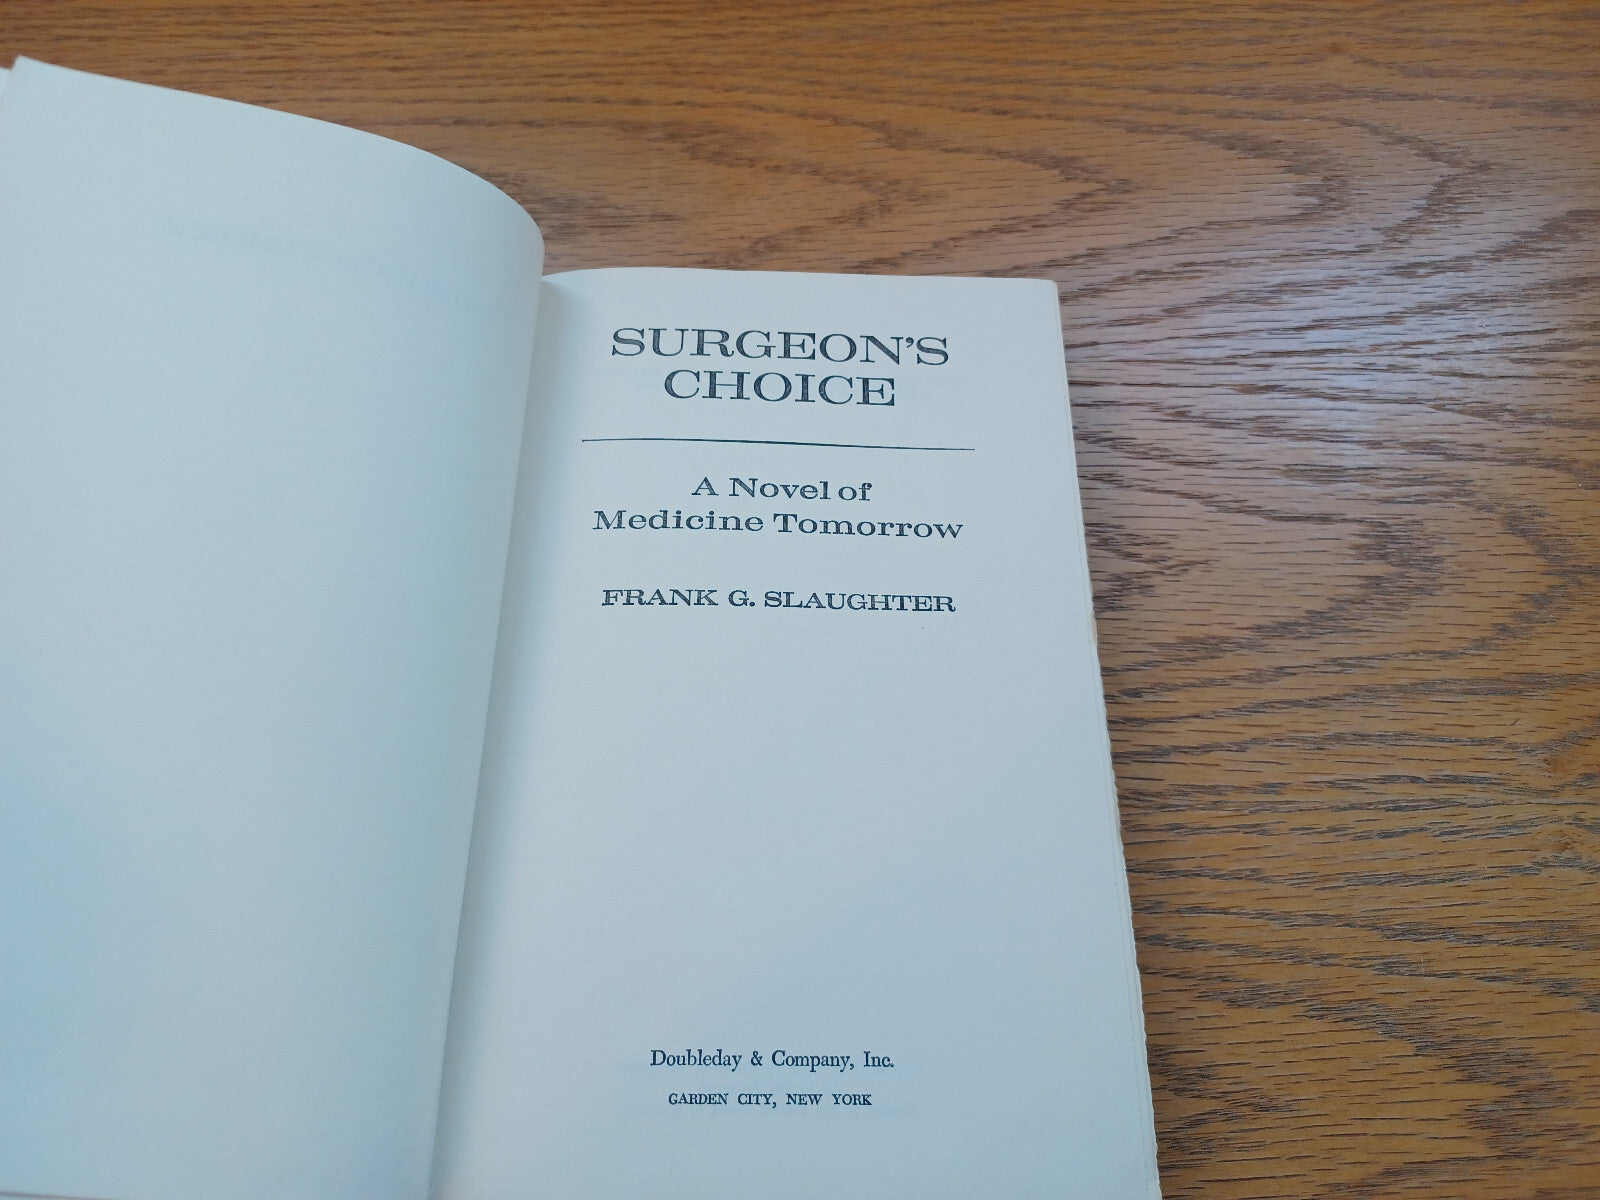 SURGEON'S
CHOICE
A Novel of
Medicine Tomorrow
FRANK G. SLAUGHTER
Doubleday & Company, Inc.
GARDEN CITY, NEW YORK